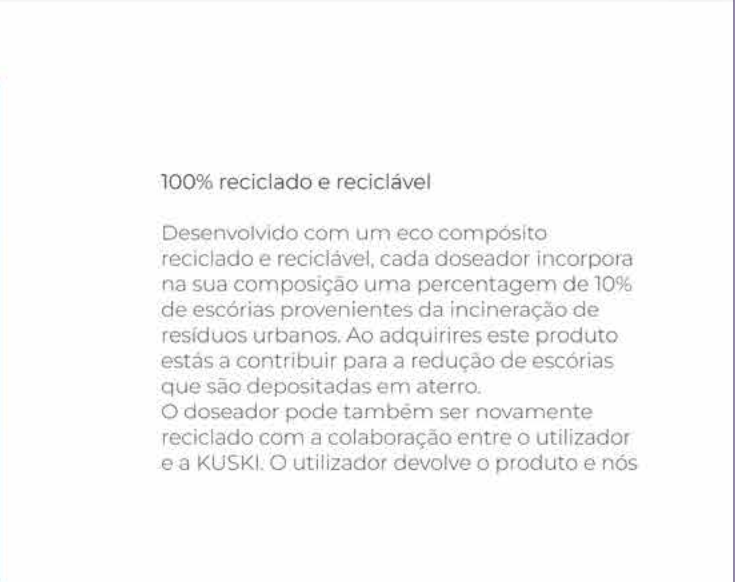 100% reciclado e reciclável
Desenvolvido com um eco compósito
reciclado e reciclável, cada doseador incorpora
na sua composição uma percentagem de 10%
de escórias provenientes da incineração de
resíduos urbanos. Ao adquirires este produto
estás a contribuir para a redução de escórias
que são depositadas em aterro.
O doseador pode também ser novamente
reciclado com a colaboração entre o utilizador
e a KUSKI. O utilizador devolve o produto e nós